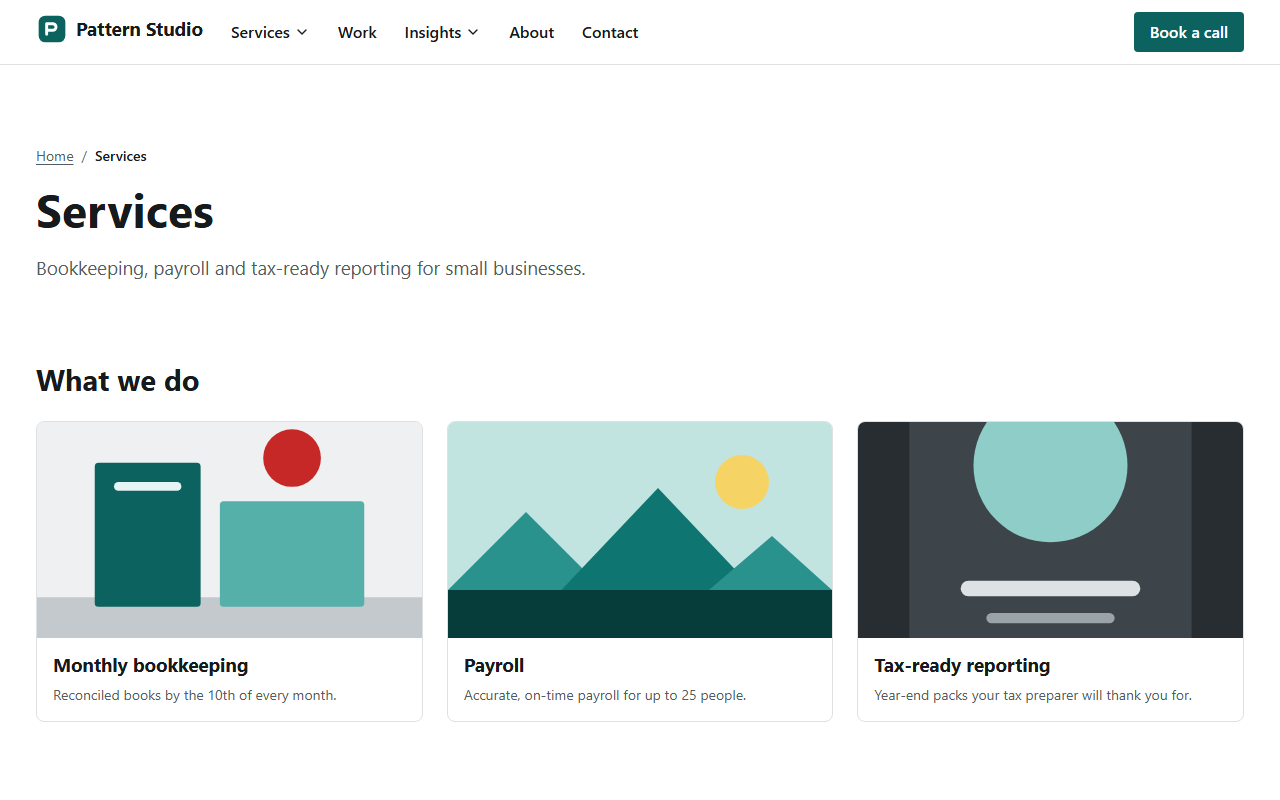 Pattern Studio
Services
Work
Insights
About
Contact
Book a call
Home / Services
Services
Bookkeeping, payroll and tax-ready reporting for small businesses.
What we do
Monthly bookkeeping
Reconciled books by the 10th of every month.
Payroll
Accurate, on-time payroll for up to 25 people.
Tax-ready reporting
Year-end packs your tax preparer will thank you for.